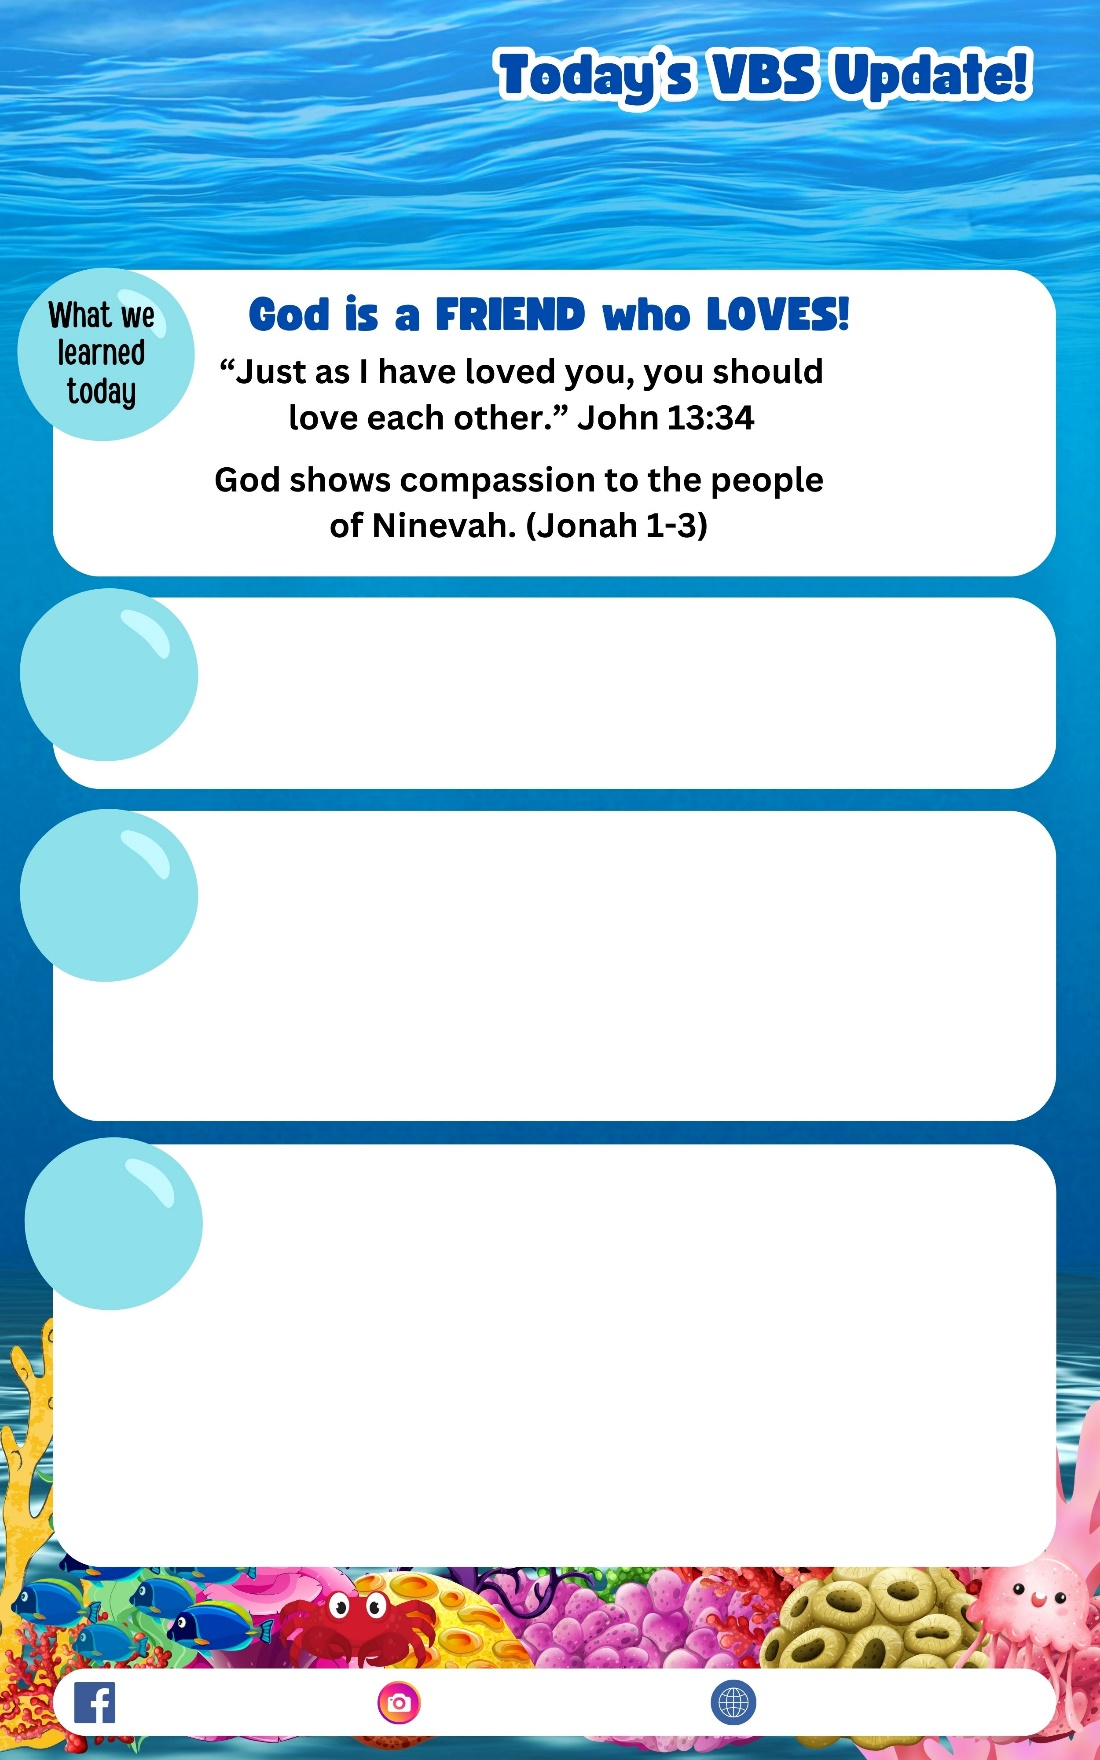 Today's VBS Update!
What we
learned
today
God is a FRIEND who LOVES!
“Just as I have loved you, you should
love each other.” John 13:34
God shows compassion to the people
of Ninevah. (Jonah 1-3)